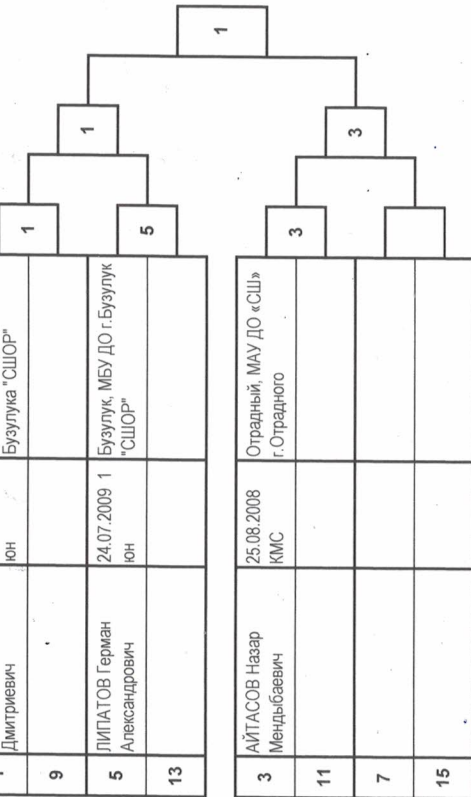 Дмитриевич
юн
Бузулука "СШОР"
9
5
ЛИПАТОВ Герман
Александрович
24.07.2009 1
юн
Бузулук, МБУ ДО г.Бузулук
"СШОР"
13
3
АЙТАСОВ Назар
Мендыбаевич
25.08.2008
КМС
Отрадный, МАУ ДО «СШ»
г.Отрадного
11
7
15
1
5
3
1
3
1